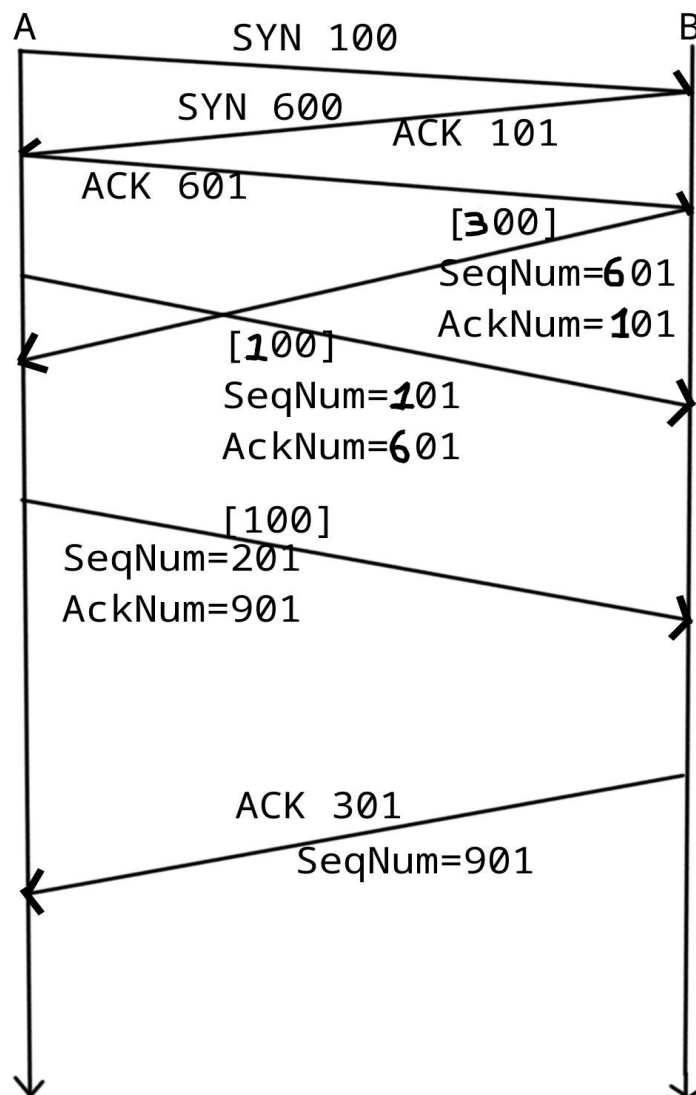 A
B
SYN 100
SYN 600
ACK 101
ACK 601
[300]
SeqNum=601
AckNum=101
[100]
SeqNum=101
AckNum=601
[100]
SeqNum=201
AckNum=901
ACK 301
SeqNum=901